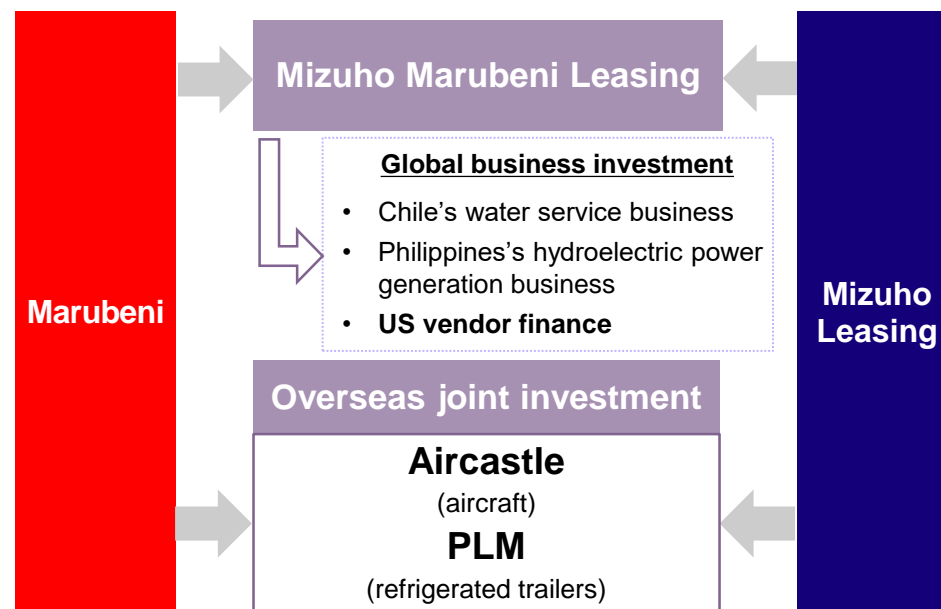 Mizuho Marubeni Leasing
Global business investment
• Chile’s water service business
• Philippines’s hydroelectric power
generation business
• US vendor finance
Marubeni
Mizuho
Leasing
Overseas joint investment
Aircastle
(aircraft)
PLM
(refrigerated trailers)